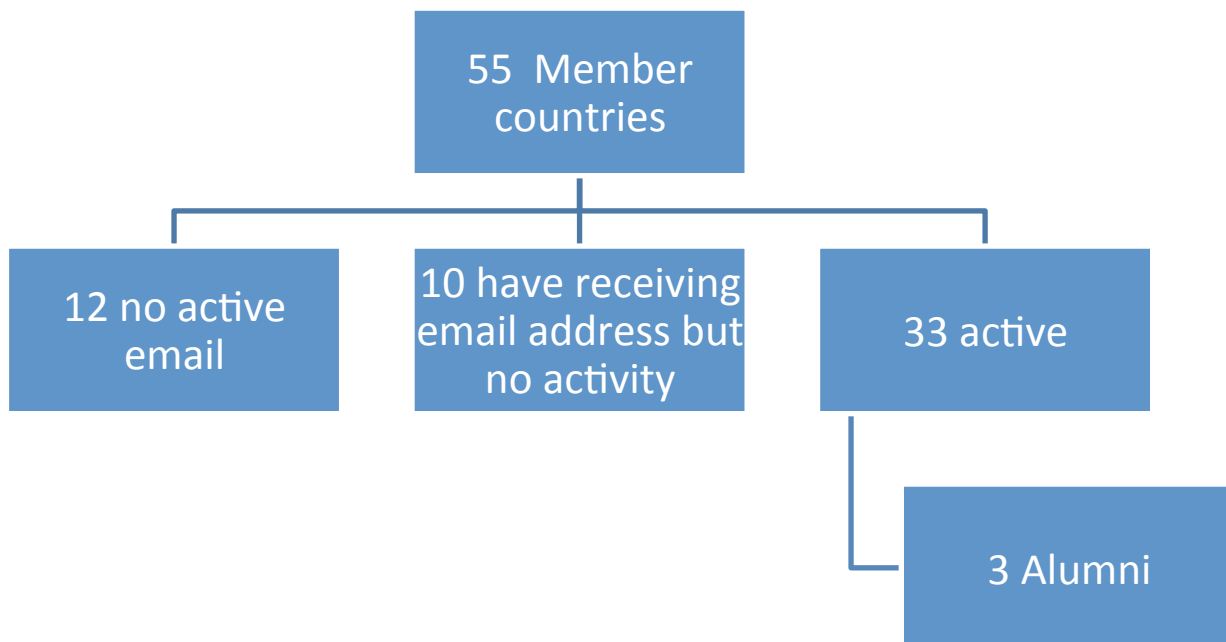 55  Member
countries
12 no active
email
10 have receiving
email address but
no activity
33 active
3 Alumni